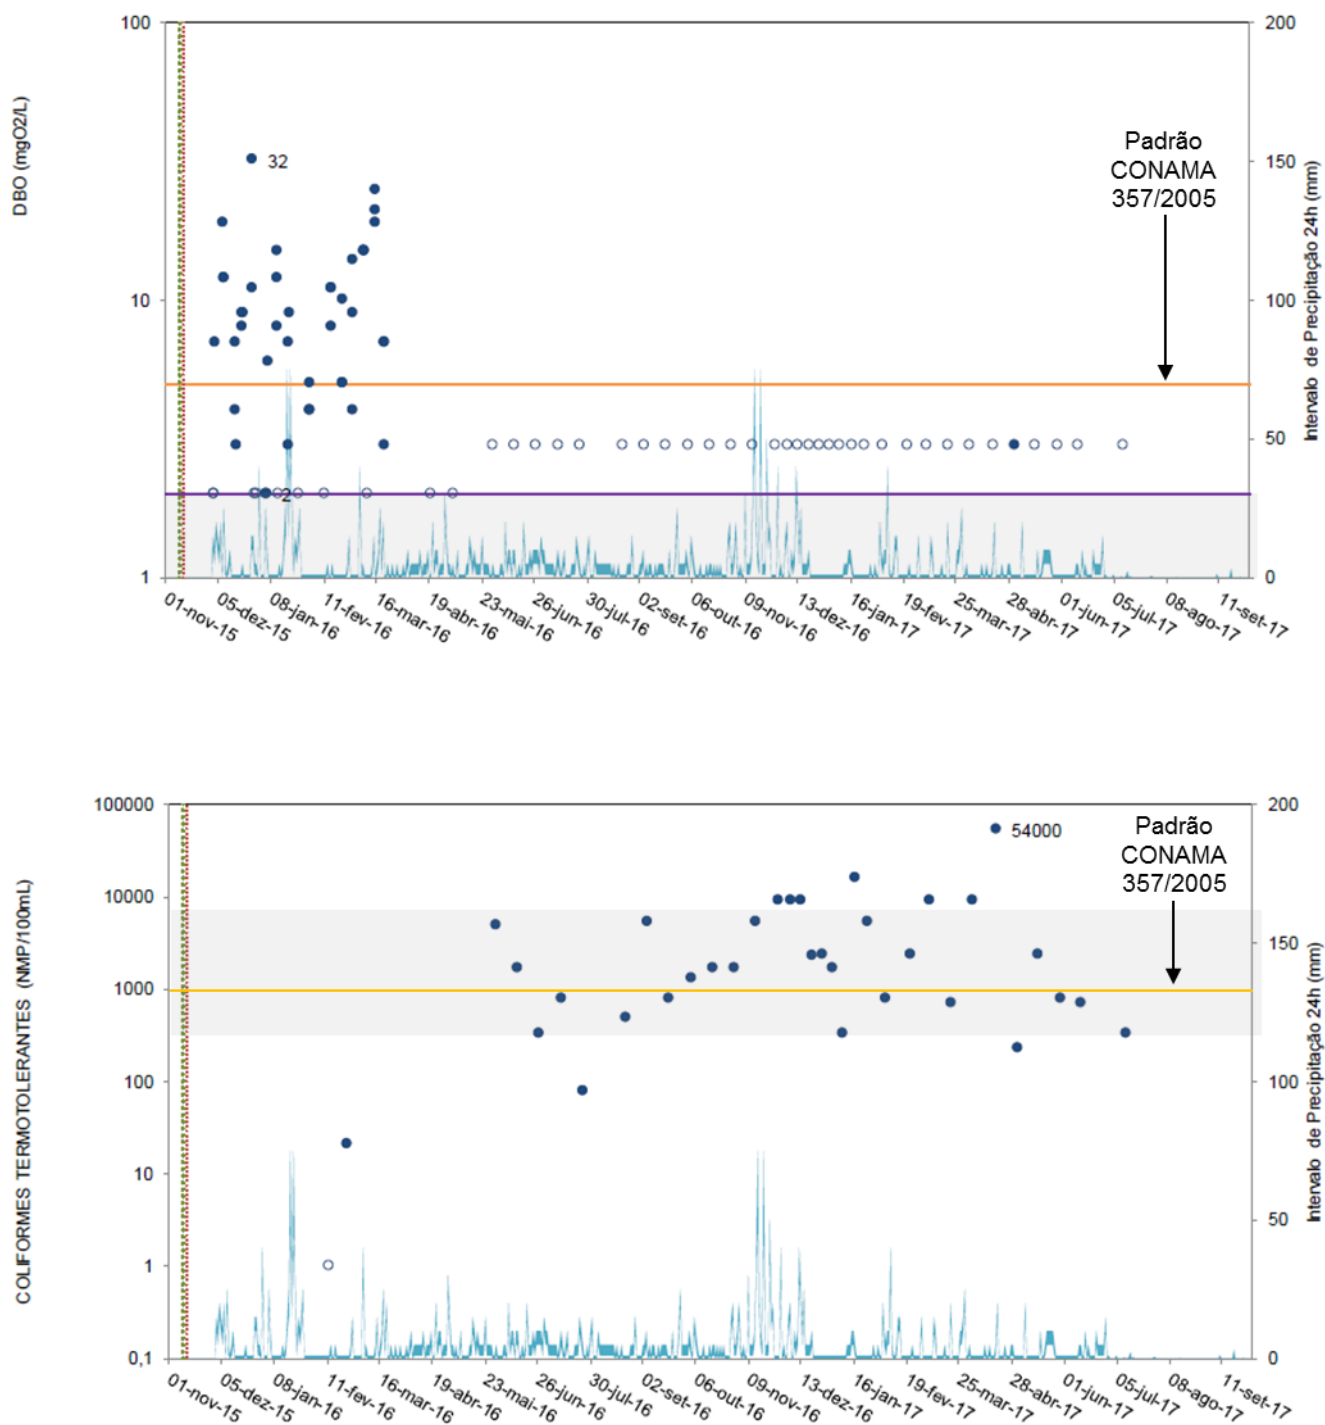 100
200
DBO (mgO2/L)
Padrão
CONAMA
357/2005
32
150
10
100
50
2
1
0
Intervalo de Precipitação 24h (mm)
01-nov-15
05-dez-15
08-jan-16
11-fev-16
16-mar-16
19-abr-16
23-mai-16
26-jun-16
30-jul-16
02-set-16
06-out-16
09-nov-16
13-dez-16
16-jan-17
19-fev-17
25-mar-17
28-abr-17
01-jun-17
05-jul-17
08-ago-17
11-set-17
100000
200
54000
Padrão
CONAMA
357/2005
10000
150
1000
100
100
10
50
1
0,1
0
COLIFORMES TERMOTOLERANTES (NMP/100mL)
Intervalo de Precipitação 24h (mm)
01-nov-15
05-dez-15
08-jan-16
11-fev-16
16-mar-16
19-abr-16
23-mai-16
26-jun-16
30-jul-16
02-set-16
06-out-16
09-nov-16
13-dez-16
16-jan-17
19-fev-17
25-mar-17
28-abr-17
01-jun-17
05-jul-17
08-ago-17
11-set-17